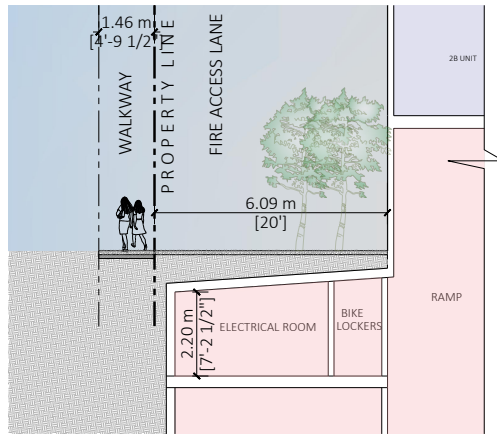 1.46 m
[4'-9 1/2"]
WALKWAY
PROPERTY LINE
FIRE ACCESS LANE
2B UNIT
6.09 m
[20']
RAMP
2.20 m
[7'-2 1/2"]
ELECTRICAL ROOM
BIKE
LOCKERS